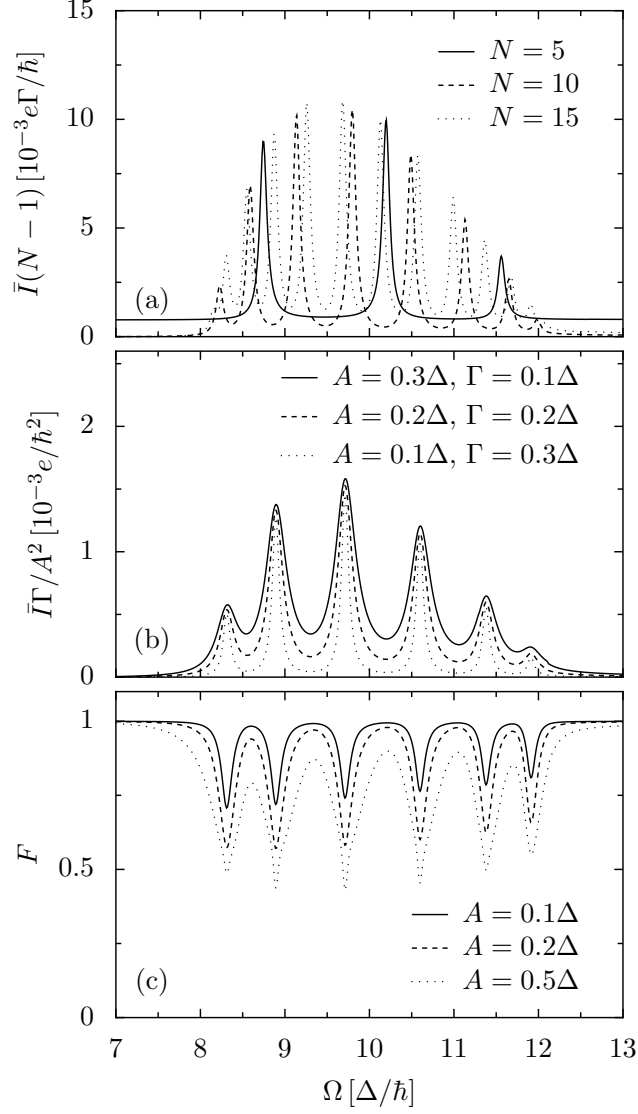 15
10
5
0
Ī(N − 1) [10⁻³eΓ/ℏ]
N = 5
N = 10
N = 15
(a)
2
1
0
ĪΓ/A² [10⁻³e/ℏ²]
A = 0.3Δ, Γ = 0.1Δ
A = 0.2Δ, Γ = 0.2Δ
A = 0.1Δ, Γ = 0.3Δ
(b)
1
0.5
0
F
A = 0.1Δ
A = 0.2Δ
A = 0.5Δ
(c)
7 8 9 10 11 12 13
Ω [Δ/ℏ]